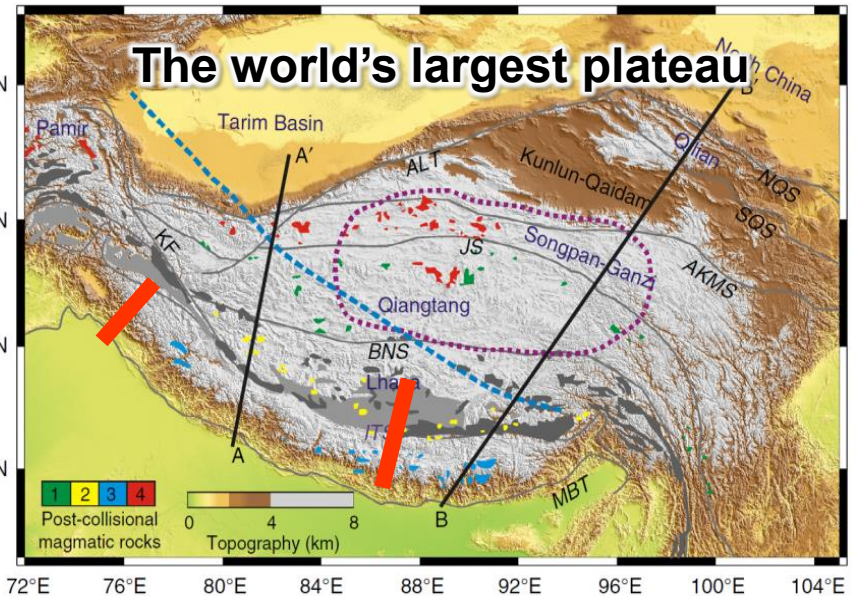 The world's largest plateau
North China
B'
Pamir
Tarim Basin
A'
ALT
Kunlun-Qaidam
Qilian
NQS
SQS
KF
JS
Songpan-Ganzi
AKMS
Qiangtang
BNS
Lhasa
A
B
MBT
1 2 3 4
Post-collisional
magmatic rocks
0 4 8
Topography (km)
N
N
N
N
72°E 76°E 80°E 84°E 88°E 92°E 96°E 100°E 104°E